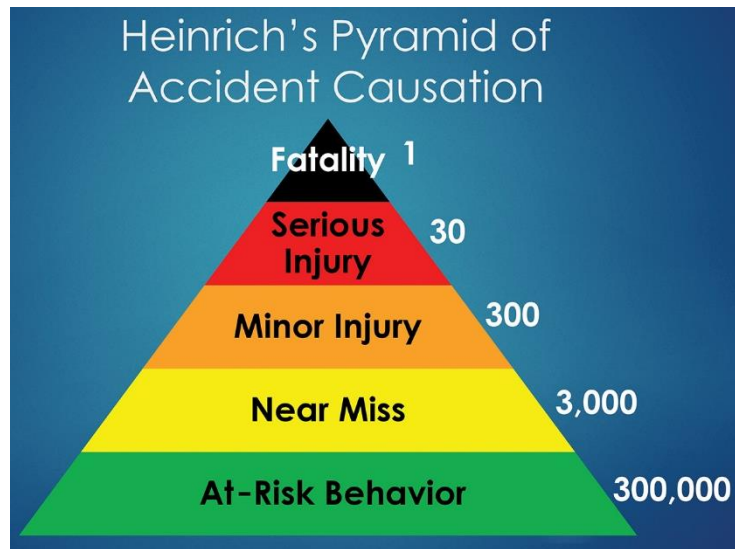 Heinrich's Pyramid of
Accident Causation
Fatality 1
Serious
Injury
30
Minor Injury
300
Near Miss
3,000
At-Risk Behavior
300,000